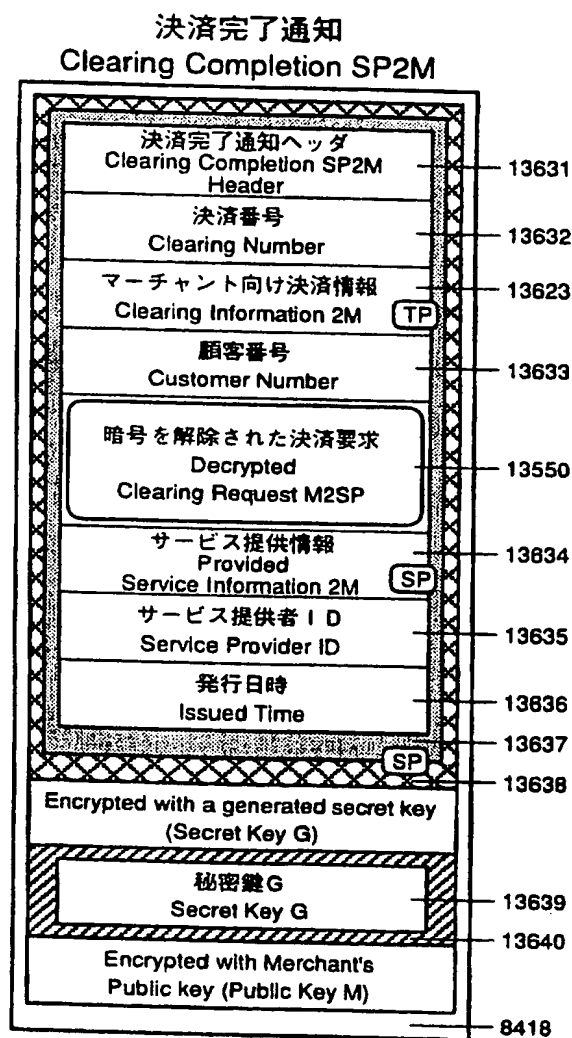 決済完了通知
Clearing Completion SP2M
決済完了通知ヘッダ
Clearing Completion SP2M
Header
13631
決済番号
Clearing Number
13632
マーチャント向け決済情報
Clearing Information 2M
TP
13623
顧客番号
Customer Number
13633
暗号を解除された決済要求
Decrypted
Clearing Request M2SP
13550
サービス提供情報
Provided
Service Information 2M
SP
13634
サービス提供者ID
Service Provider ID
13635
発行日時
Issued Time
13636
13637
SP
13638
Encrypted with a generated secret key
(Secret Key G)
秘密鍵G
Secret Key G
13639
13640
Encrypted with Merchant's
Public key (Public Key M)
8418